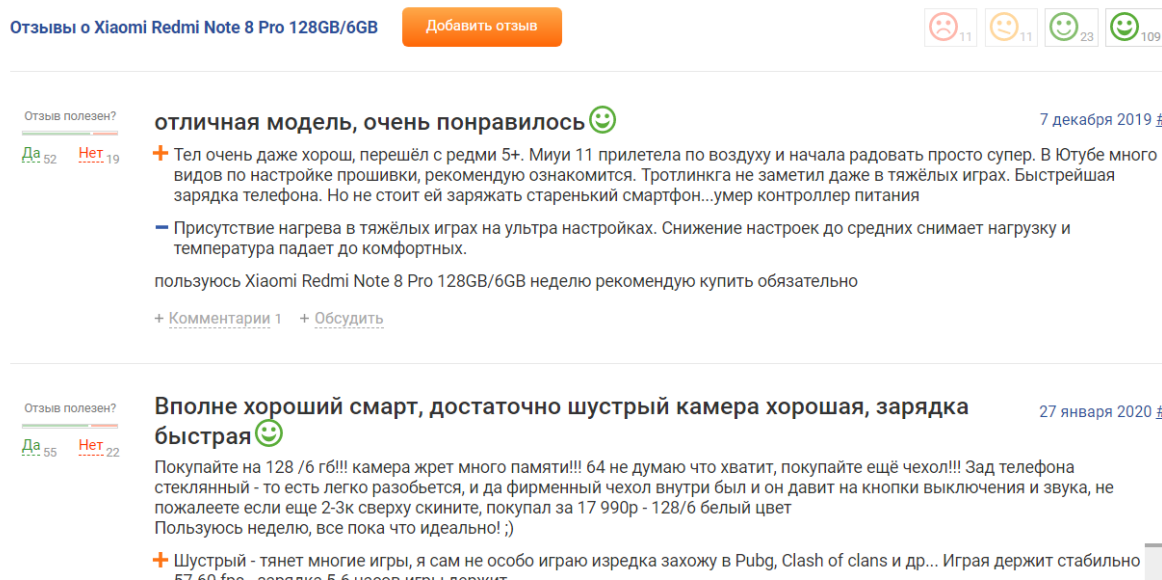 Отзывы о Xiaomi Redmi Note 8 Pro 128GB/6GB
Добавить отзыв
11
11
23
109
Отзыв полезен?
Да 52 Нет 19
отличная модель, очень понравилось
7 декабря 2019 #
+ Тел очень даже хорош, перешёл с редми 5+. Миуи 11 прилетела по воздуху и начала радовать просто супер. В Ютубе много
видов по настройке прошивки, рекомендую ознакомится. Тротлинкга не заметил даже в тяжёлых играх. Быстрейшая
зарядка телефона. Но не стоит ей заряжать старенький смартфон...умер контроллер питания
– Присутствие нагрева в тяжёлых играх на ультра настройках. Снижение настроек до средних снимает нагрузку и
температура падает до комфортных.
пользуюсь Xiaomi Redmi Note 8 Pro 128GB/6GB неделю рекомендую купить обязательно
+ Комментарии 1 + Обсудить
Отзыв полезен?
Да 55 Нет 22
Вполне хороший смарт, достаточно шустрый камера хорошая, зарядка
быстрая
27 января 2020 #
Покупайте на 128 /6 гб!!! камера жрет много памяти!!! 64 не думаю что хватит, покупайте ещё чехол!!! Зад телефона
стеклянный - то есть легко разобьется, и да фирменный чехол внутри был и он давит на кнопки выключения и звука, не
пожалеете если еще 2-3к сверху скините, покупал за 17 990р - 128/6 белый цвет
Пользуюсь неделю, все пока что идеально! ;)
+ Шустрый - тянет многие игры, я сам не особо играю изредка захожу в Pubg, Clash of clans и др... Играя держит стабильно
57-60 fps - зарядка 5-6 часов игры держит